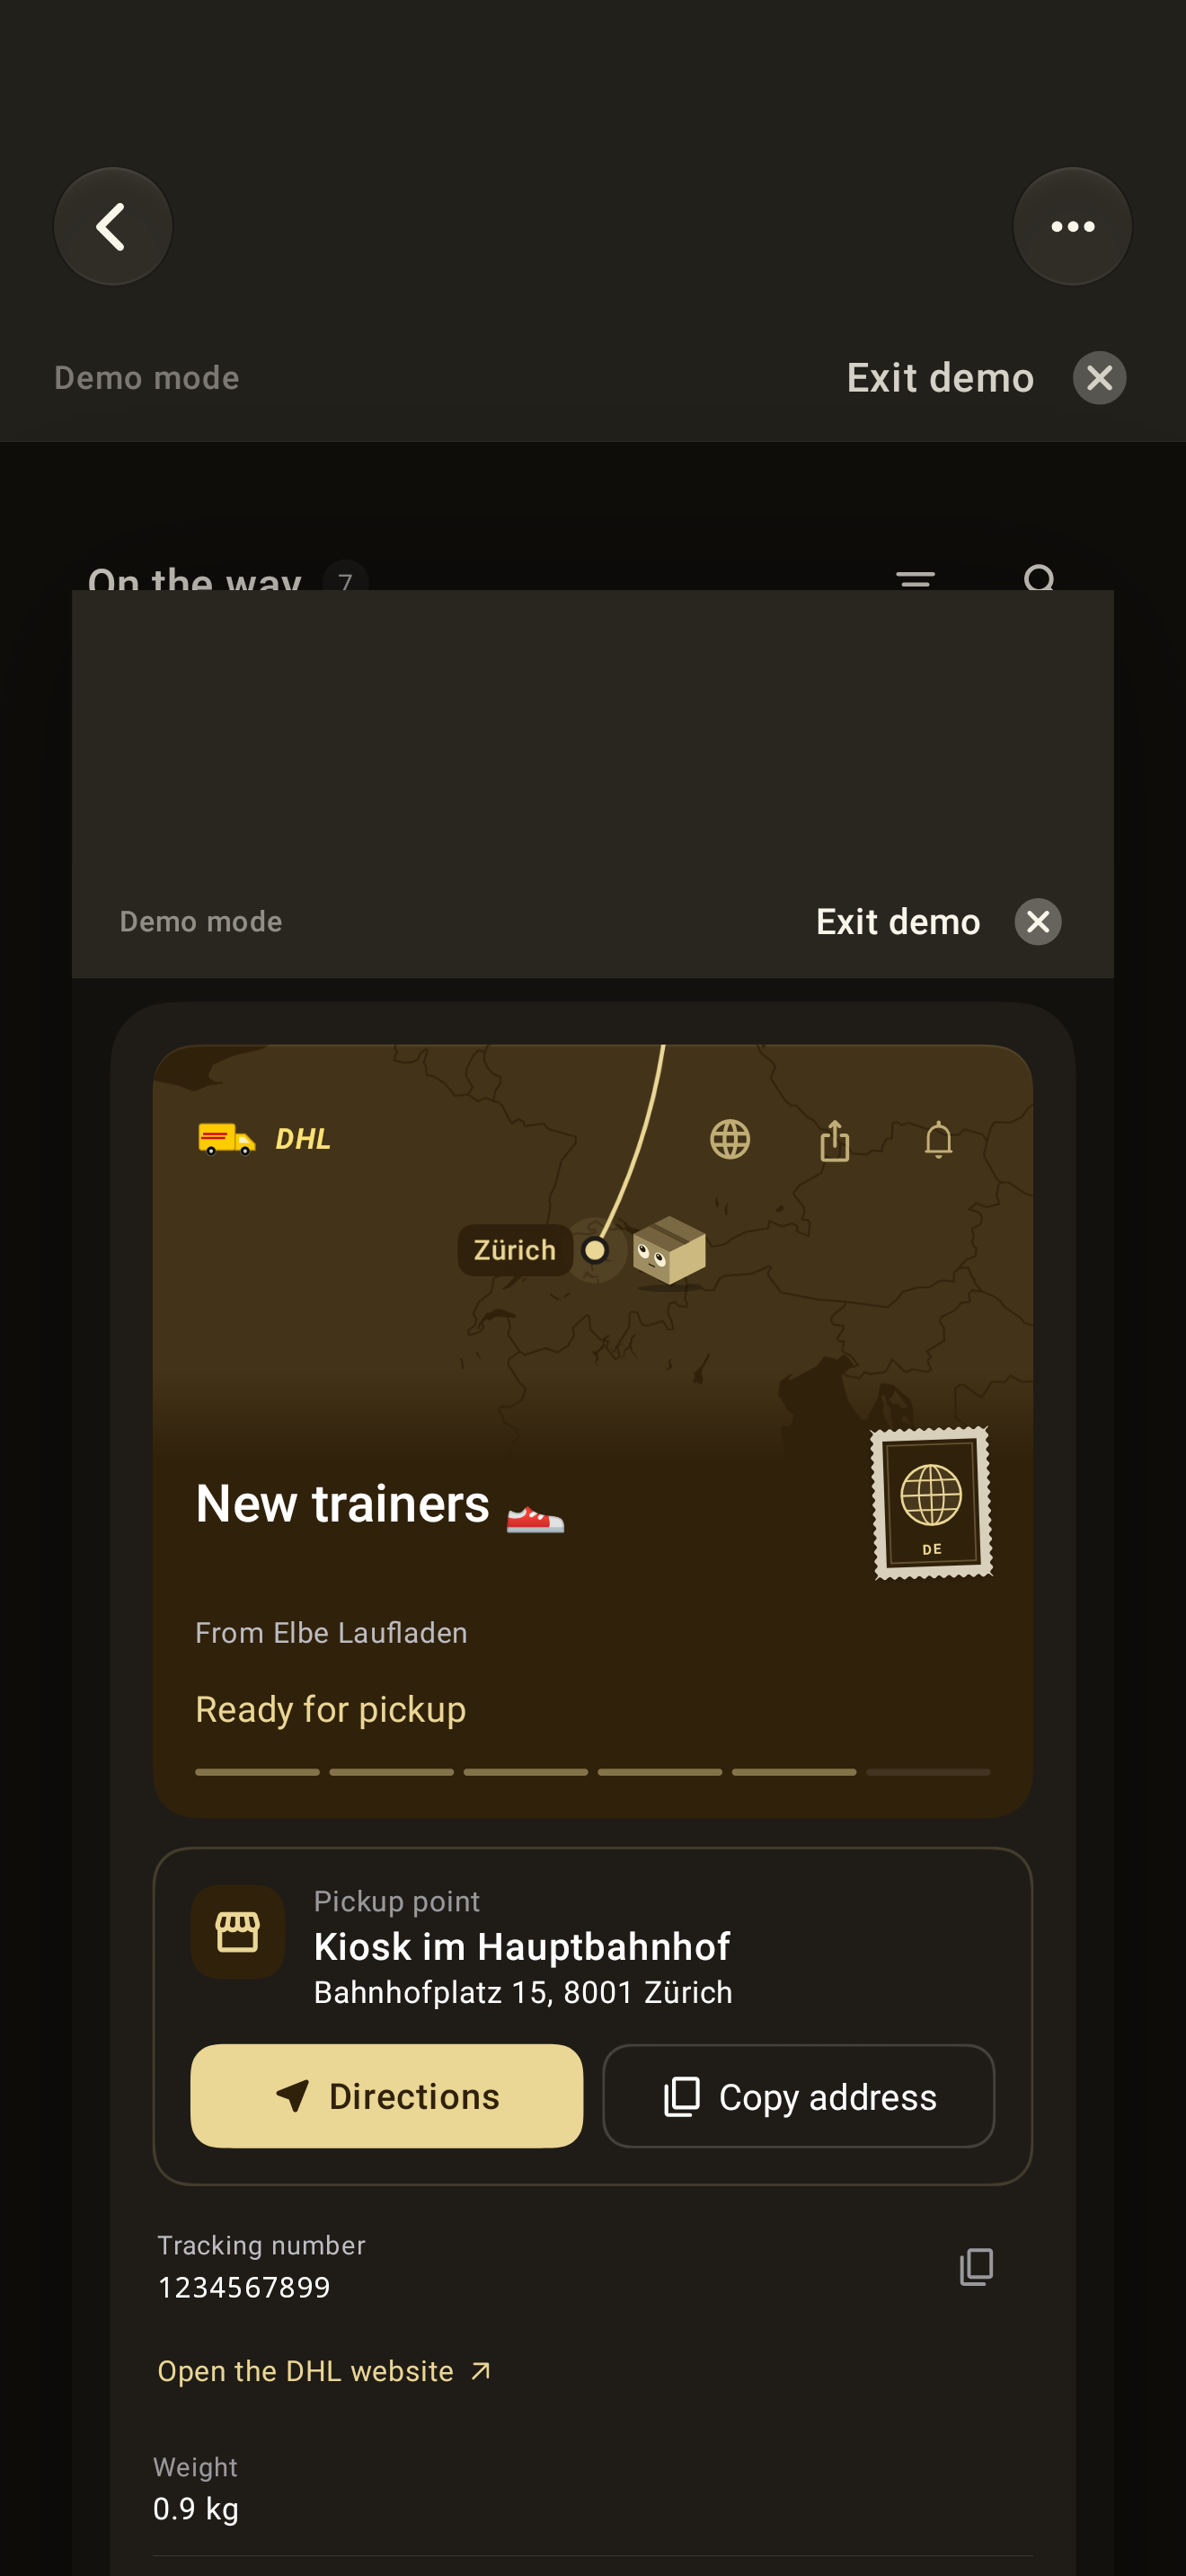 Demo mode
Exit demo
On the way 7
Demo mode
Exit demo
DHL
Zürich
New trainers
DE
From Elbe Laufladen
Ready for pickup
Pickup point
Kiosk im Hauptbahnhof
Bahnhofplatz 15, 8001 Zürich
Directions
Copy address
Tracking number
1234567899
Open the DHL website
Weight
0.9 kg